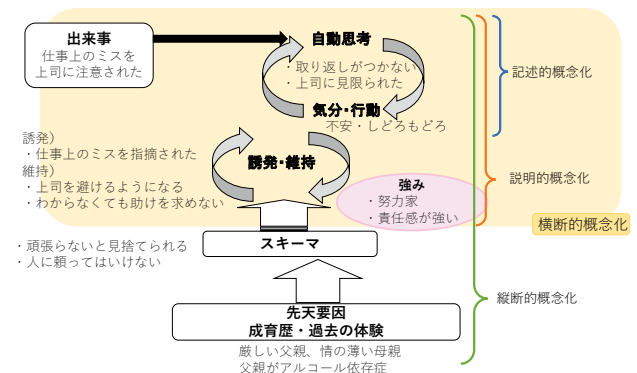 出来事
仕事上のミスを
上司に注意された
自動思考
・取り返しがつかない
・上司に見限られた
気分・行動
不安・しどろもどろ
記述的概念化
誘発）
・仕事上のミスを指摘された
維持）
・上司を避けるようになる
・わからなくても助けを求めない
誘発・維持
強み
・努力家
・責任感が強い
説明的概念化
横断的概念化
スキーマ
・頑張らないと見捨てられる
・人に頼ってはいけない
縦断的概念化
先天要因
成育歴・過去の体験
厳しい父親、情の薄い母親
父親がアルコール依存症